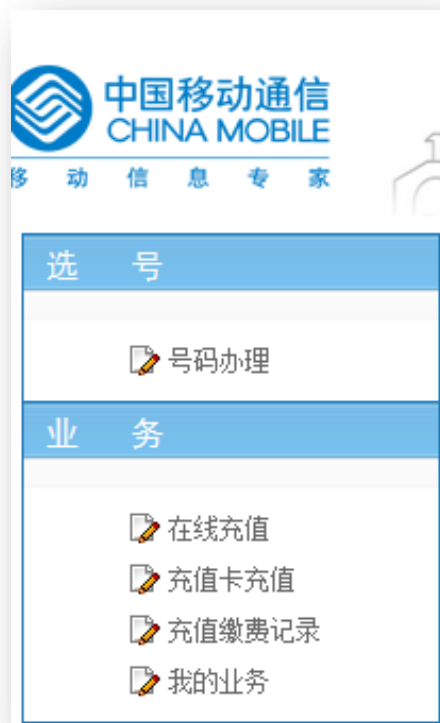 中国移动通信
CHINA MOBILE
移动信息专家
选 号
号码办理
业 务
在线充值
充值卡充值
充值缴费记录
我的业务